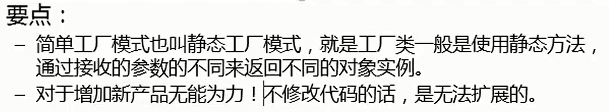 要点：
– 简单工厂模式也叫静态工厂模式，就是工厂类一般是使用静态方法，
通过接收的参数的不同来返回不同的对象实例。
– 对于增加新产品无能为力！不修改代码的话，是无法扩展的。